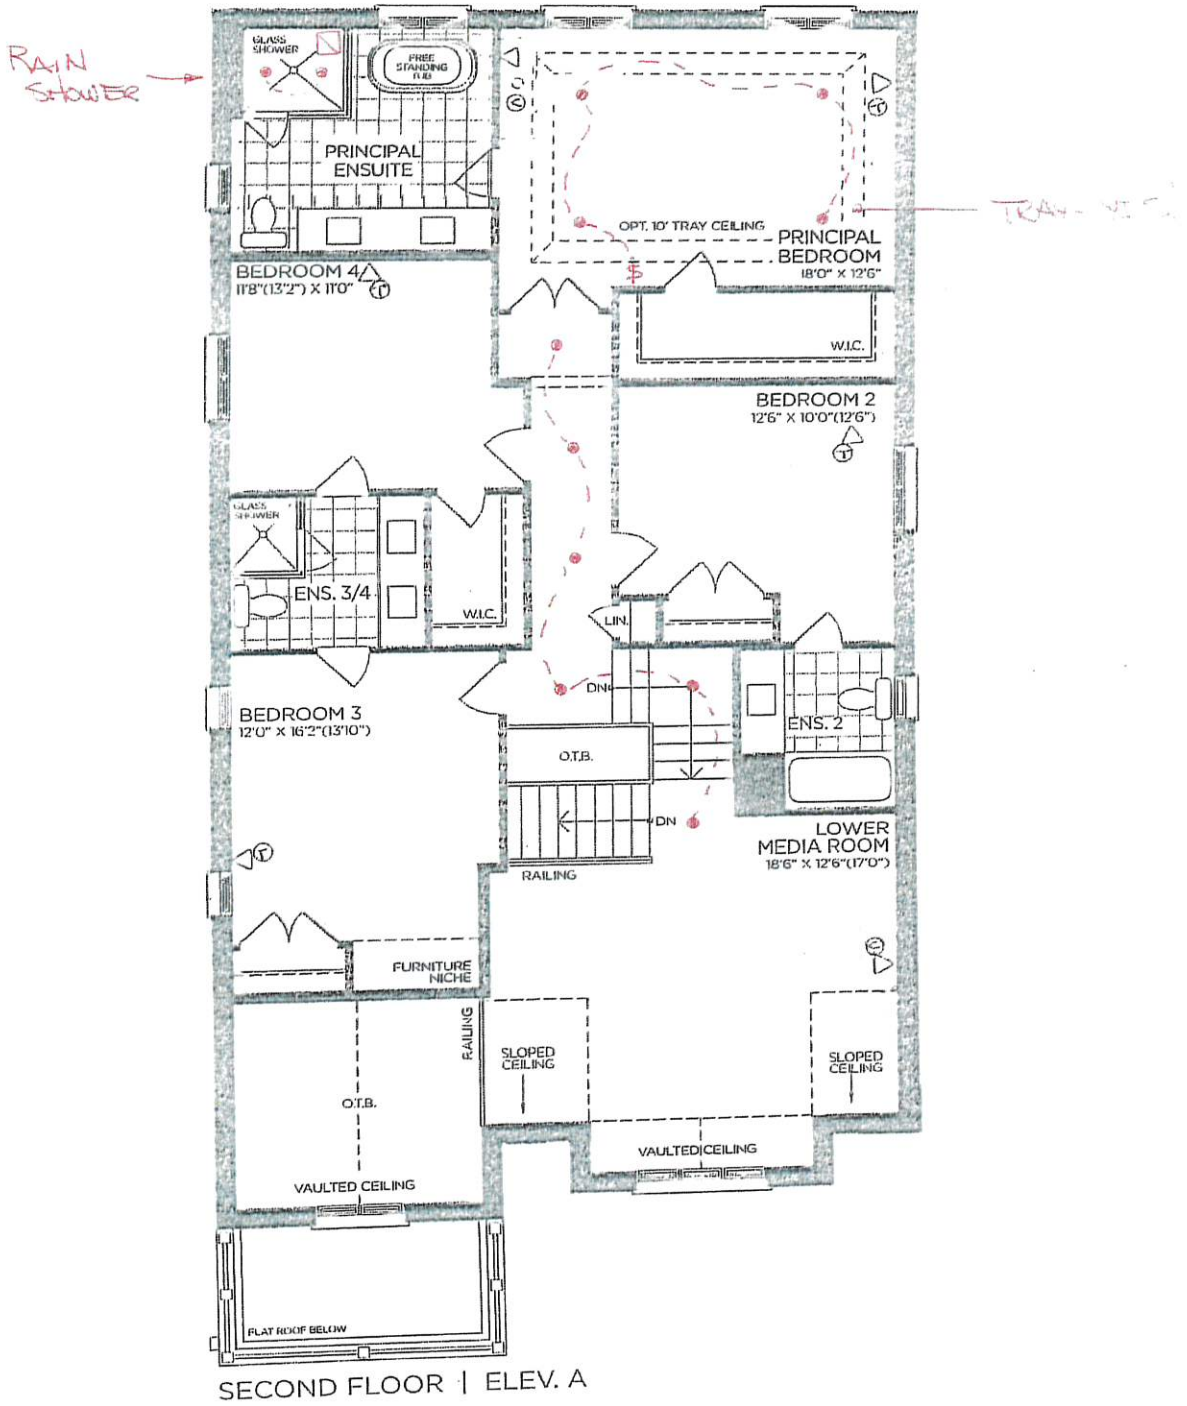 RAIN
SHOWER
GLASS
SHOWER
FREE
STANDING
TUB
PRINCIPAL
ENSUITE
OPT. 10' TRAY CEILING
PRINCIPAL
BEDROOM
18'0" X 12'6"
$
BEDROOM 4
11'8"(13'2") X 11'0"
T
T
W.I.C.
BEDROOM 2
12'6" X 10'0"(12'6")
T
GLASS
SHOWER
ENS. 3/4
W.I.C.
LIN.
DN
BEDROOM 3
12'0" X 16'2"(13'10")
ENS. 2
O.T.B.
DN
LOWER
MEDIA ROOM
18'6" X 12'6"(17'0")
T
RAILING
C
FURNITURE
NICHE
RAILING
SLOPED
CEILING
SLOPED
CEILING
O.T.B.
VAULTED CEILING
VAULTED CEILING
FLAT ROOF BELOW
SECOND FLOOR | ELEV. A